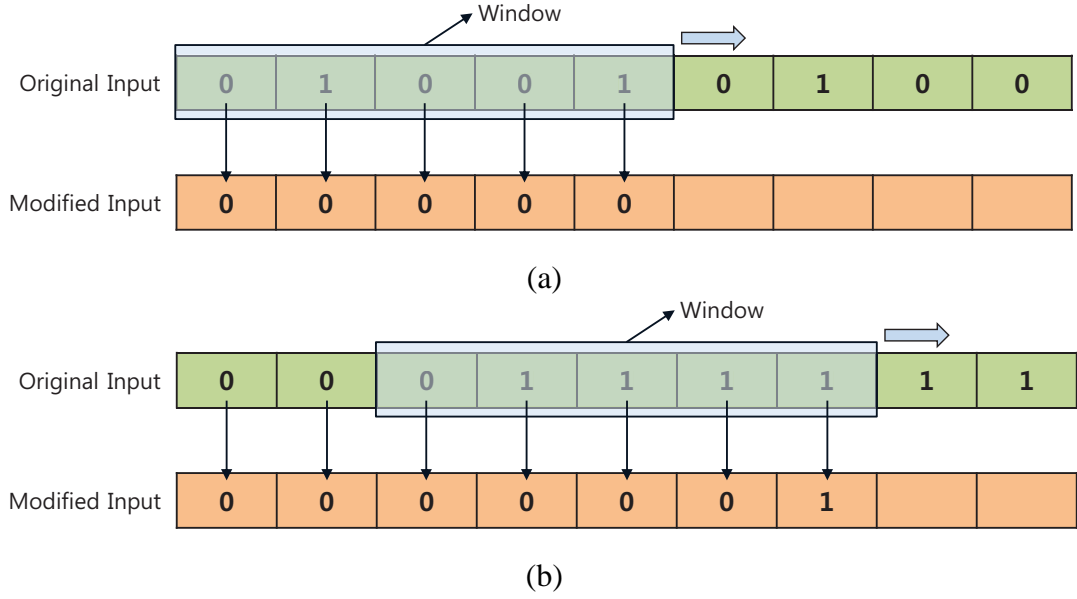 Window
Original Input 0 1 0 0 1 0 1 0 0
Modified Input 0 0 0 0 0
(a)
Window
Original Input 0 0 0 1 1 1 1 1 1
Modified Input 0 0 0 0 0 0 1
(b)